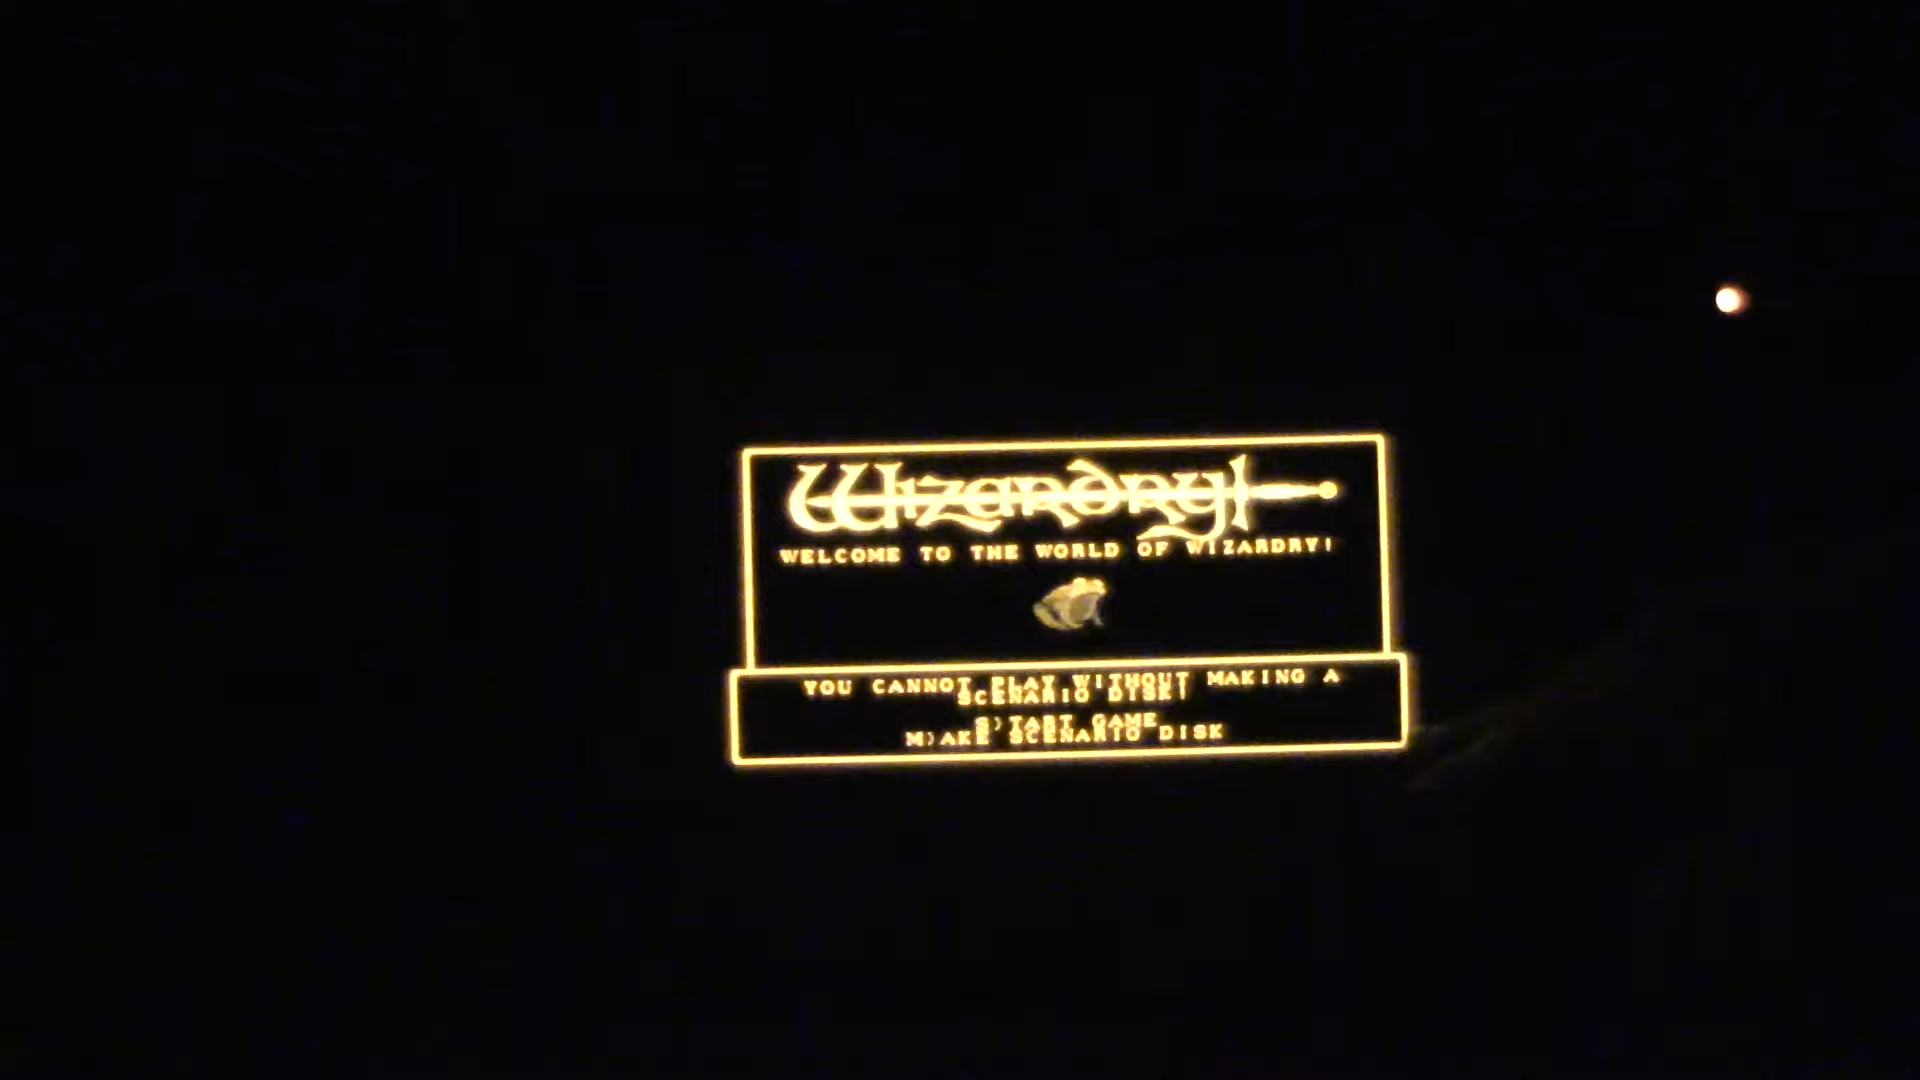 Wizardry
WELCOME TO THE WORLD OF WIZARDRY!
YOU CANNOT PLAY WITHOUT MAKING A
SCENARIO DISK!
S)TART GAME
M)AKE SCENARIO DISK